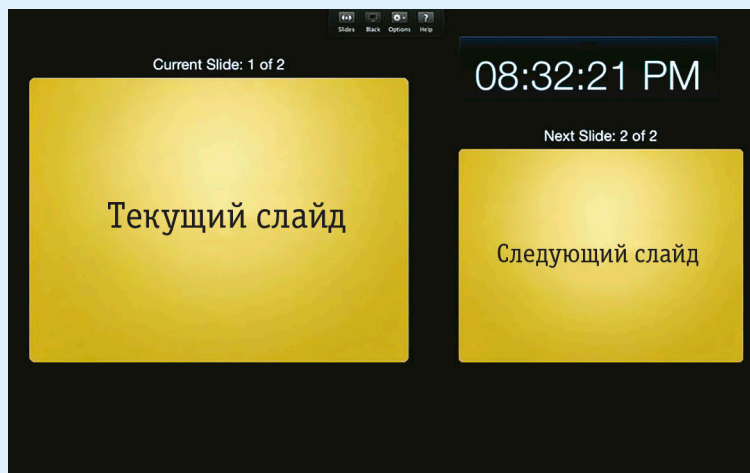 Slides Black Options Help
Current Slide: 1 of 2
08:32:21 PM
Next Slide: 2 of 2
Текущий слайд
Следующий слайд